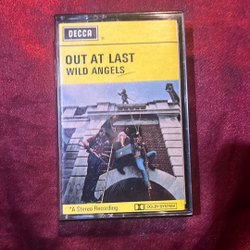 DECCA
OUT AT LAST
WILD ANGELS
*A Stereo Recording
DOLBY SYSTEM